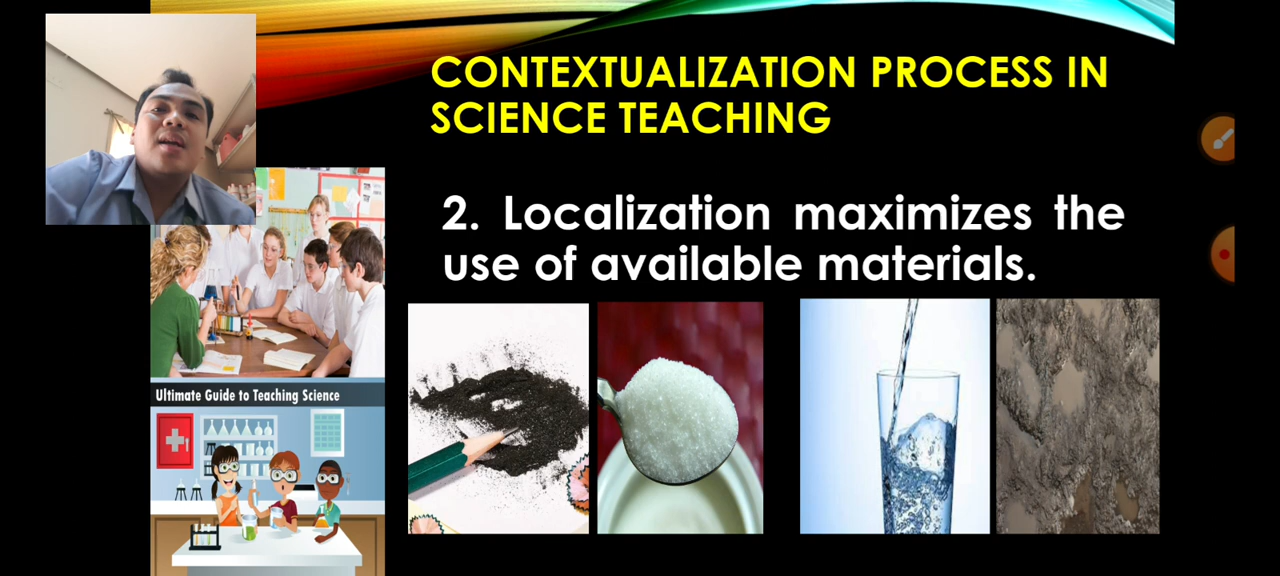 CONTEXTUALIZATION PROCESS IN
SCIENCE TEACHING
2. Localization maximizes the
use of available materials.
Ultimate Guide to Teaching Science